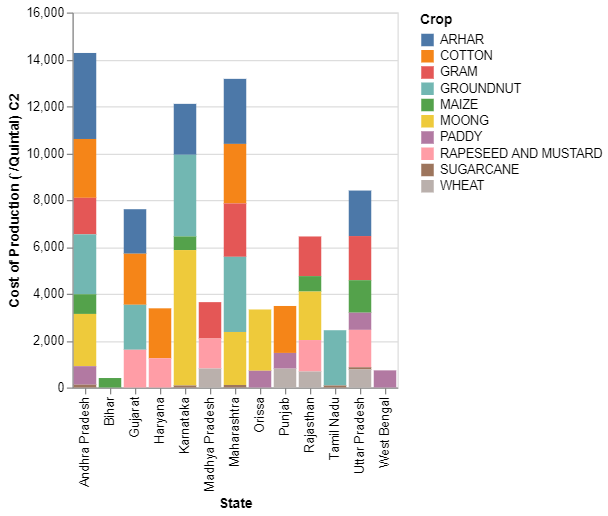 16,000
14,000
12,000
10,000
8,000
6,000
4,000
2,000
0
Cost of Production (`/Quintal) C2
Andhra Pradesh
Bihar
Gujarat
Haryana
Karnataka
Madhya Pradesh
Maharashtra
Orissa
Punjab
Rajasthan
Tamil Nadu
Uttar Pradesh
West Bengal
State
Crop
ARHAR
COTTON
GRAM
GROUNDNUT
MAIZE
MOONG
PADDY
RAPESEED AND MUSTARD
SUGARCANE
WHEAT